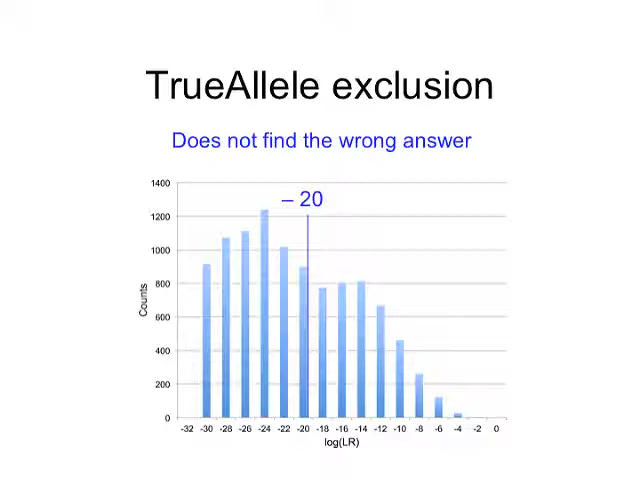 TrueAllele exclusion
Does not find the wrong answer
– 20
1400
1200
1000
800
600
400
200
0
Counts
-32 -30 -28 -26 -24 -22 -20 -18 -16 -14 -12 -10 -8 -6 -4 -2 0
log(LR)